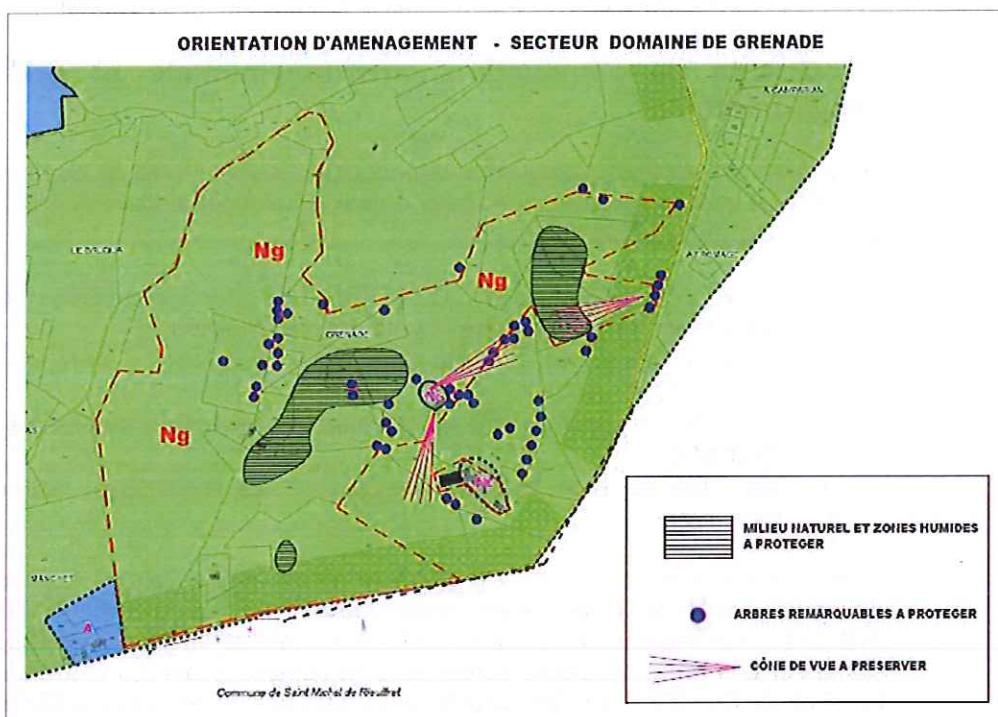 ORIENTATION D'AMENAGEMENT - SECTEUR DOMAINE DE GRENADE
A CAMPARIAN
Ng
Ng
GRENADE
Ng
A
MILIEU NATUREL ET ZONES HUMIDES
A PROTEGER
ARBRES REMARQUABLES A PROTEGER
CÔNE DE VUE A PRESERVER
Commune de Saint Michel de Rieufret